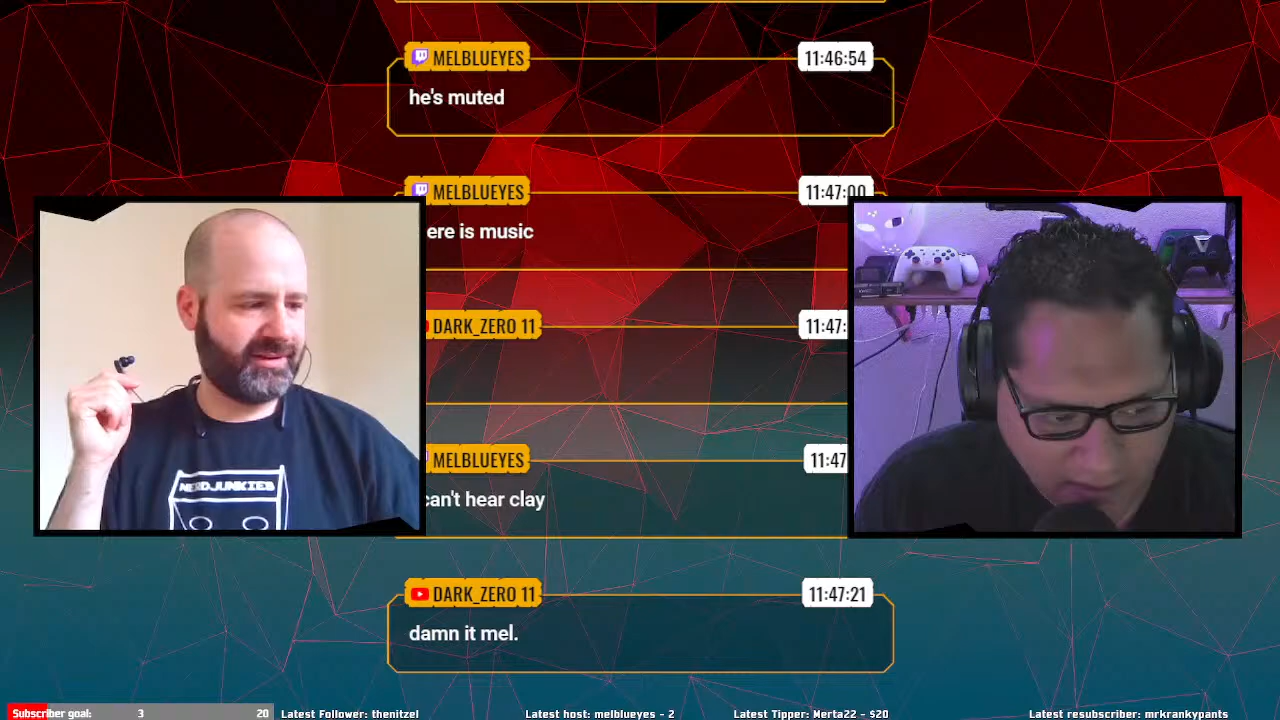 MELBLUEYES 11:46:54
he's muted
MELBLUEYES 11:47:00
ere is music
DARK_ZERO 11 11:47:
MELBLUEYES 11:47
can't hear clay
NERDJUNKIES
DARK_ZERO 11 11:47:21
damn it mel.
Subscriber goal: 3 20 Latest Follower: thenitzel Latest host: melblueyes - 2 Latest Tipper: Merta22 - $20 Latest resubscriber: mrkrankypants